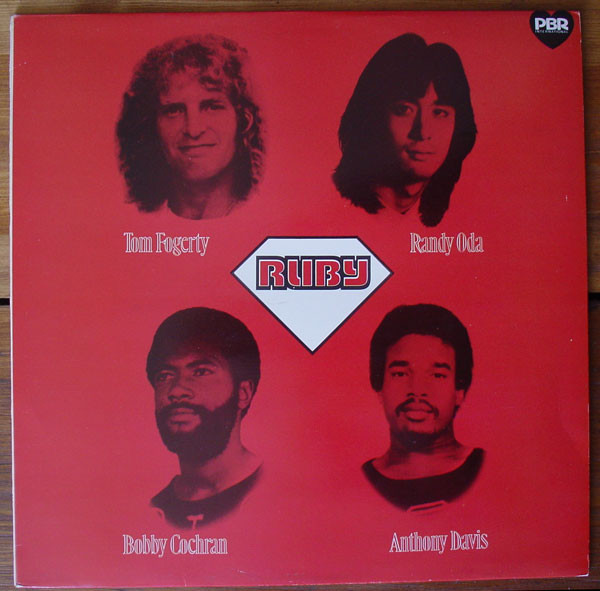 PBR
INTERNATIONAL
Tom Fogerty
Randy Oda
RUBY
Bobby Cochran
Anthony Davis